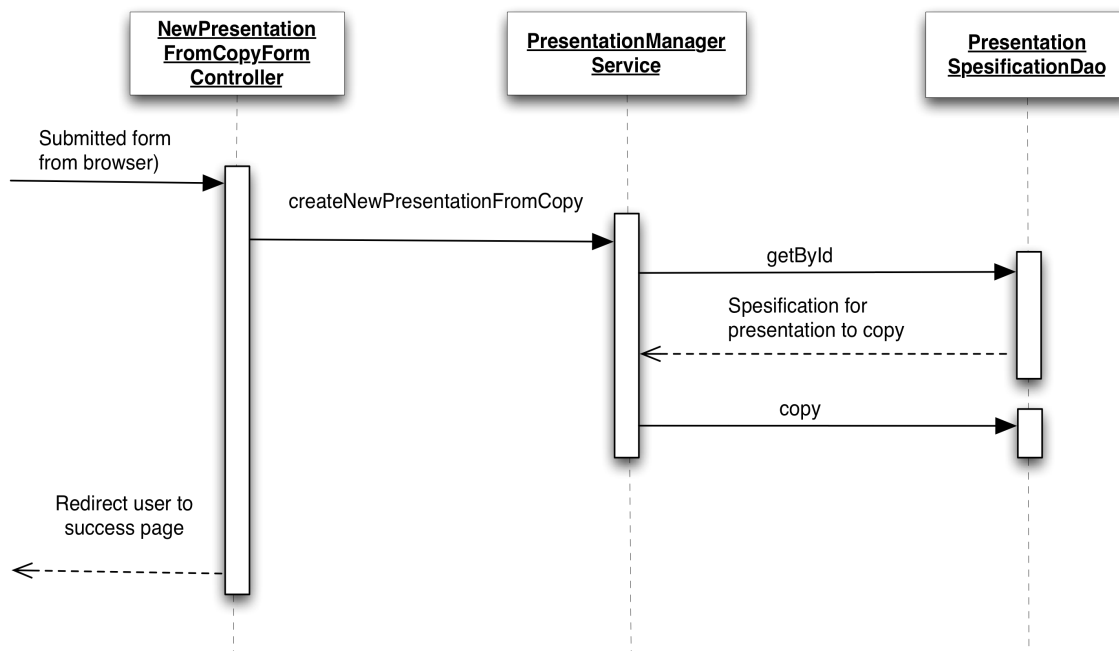 NewPresentation
FromCopyForm
Controller
PresentationManager
Service
Presentation
SpesificationDao
Submitted form
from browser)
createNewPresentationFromCopy
getById
Spesification for
presentation to copy
copy
Redirect user to
success page